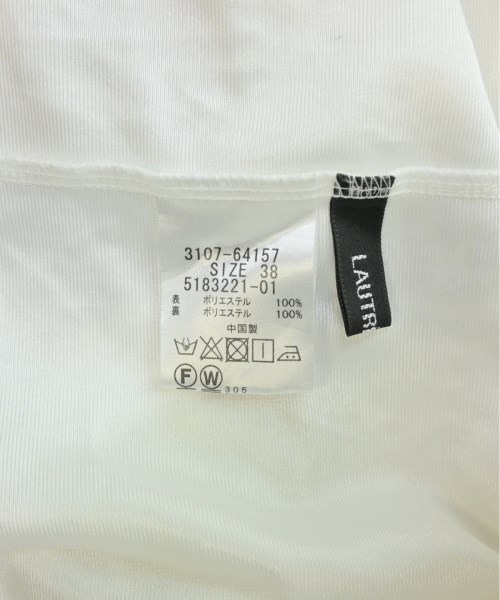 3107-64157
SIZE 38
5183221-01
表 ポリエステル 100%
裏 ポリエステル 100%
中国製
F W 305
LAUTR